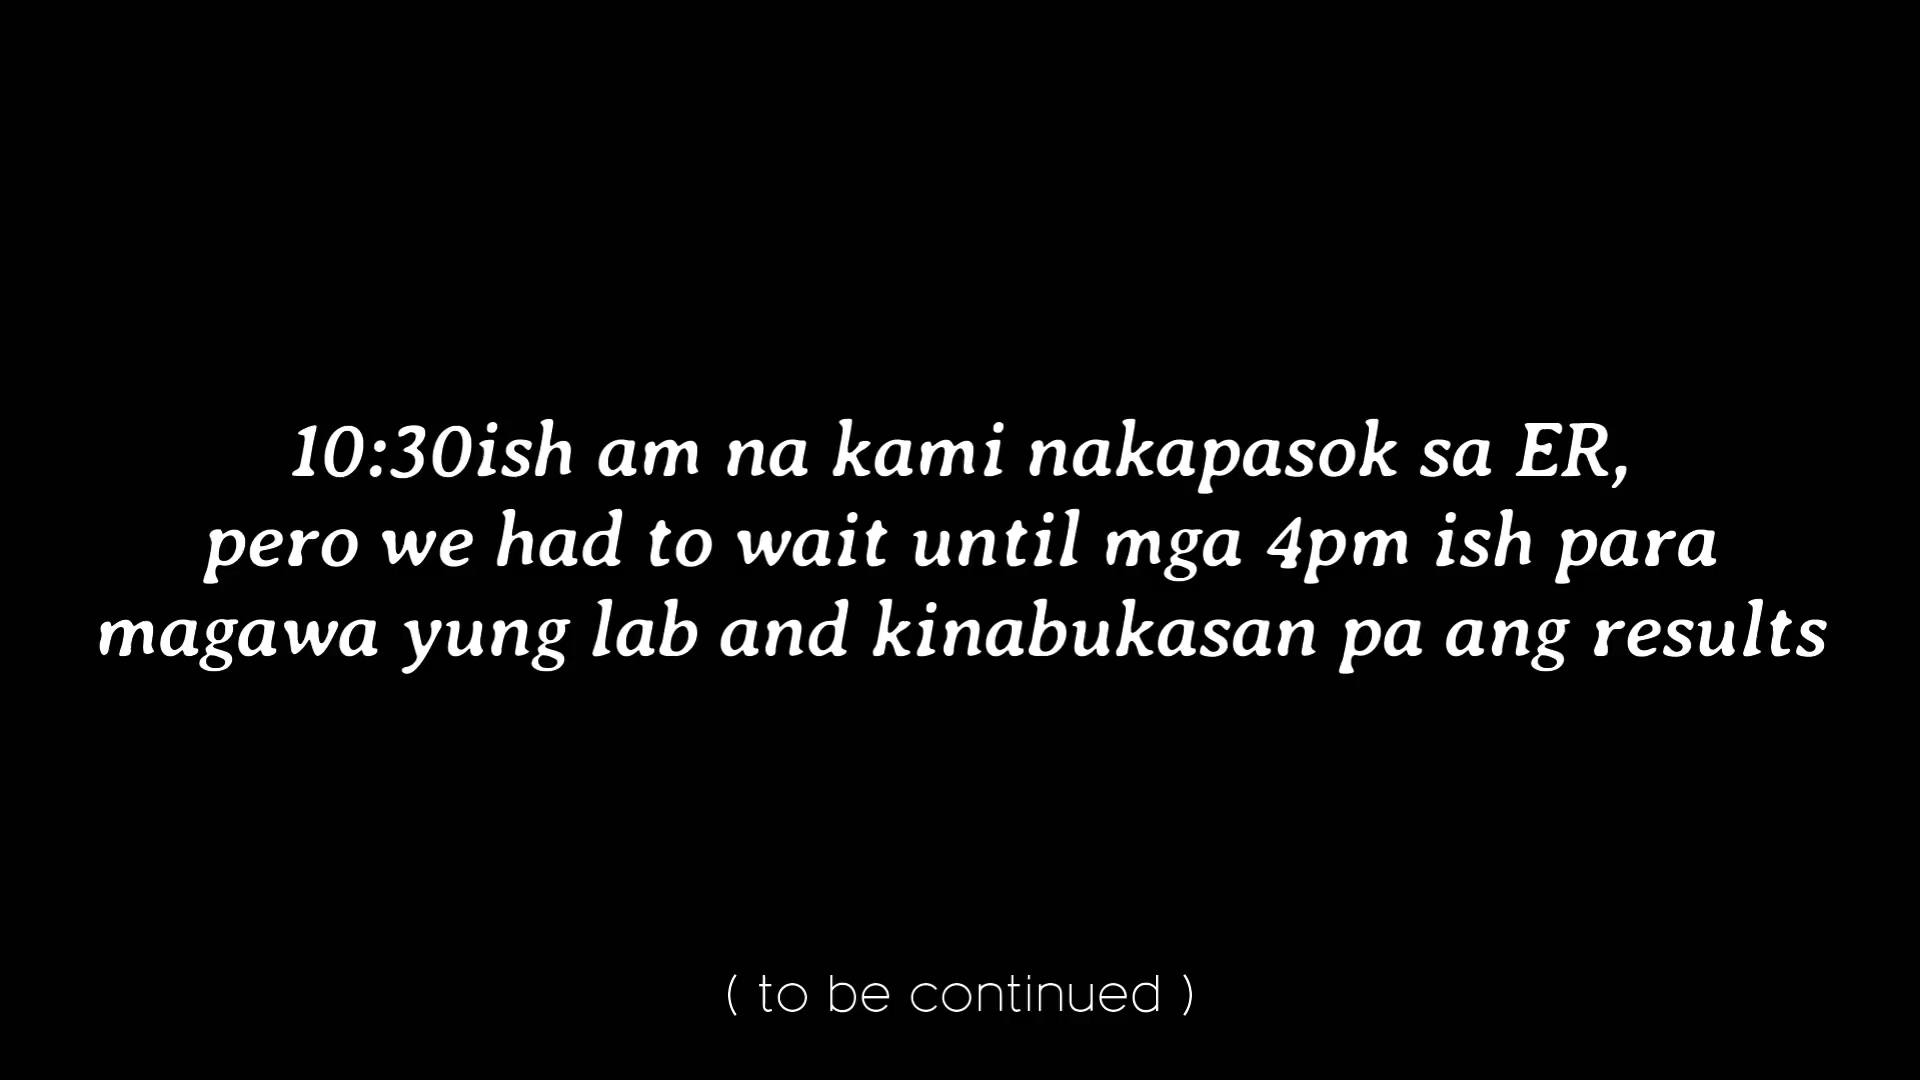 10:30ish am na kami nakapasok sa ER,
pero we had to wait until mga 4pm ish para
magawa yung lab and kinabukasan pa ang results
( to be continued )